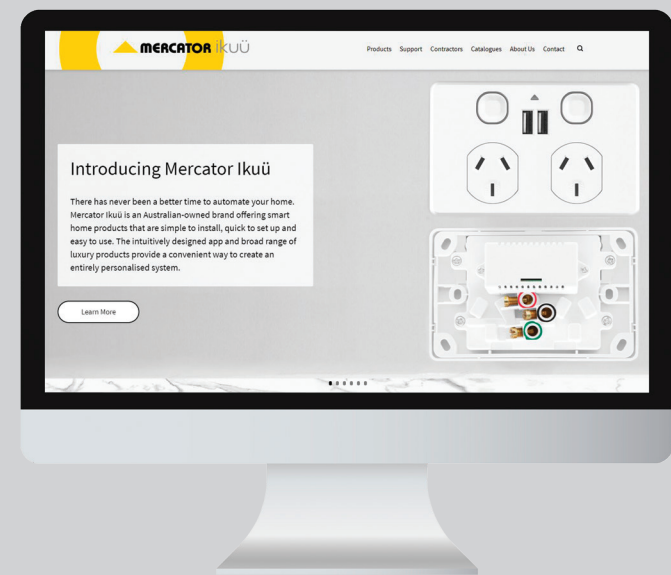 MERCATOR ikuü
Products Support Contractors Catalogues About Us Contact
Introducing Mercator Ikuü
There has never been a better time to automate your home.
Mercator Ikuü is an Australian-owned brand offering smart
home products that are simple to install, quick to set up and
easy to use. The intuitively designed app and broad range of
luxury products provide a convenient way to create an
entirely personalised system.
Learn More